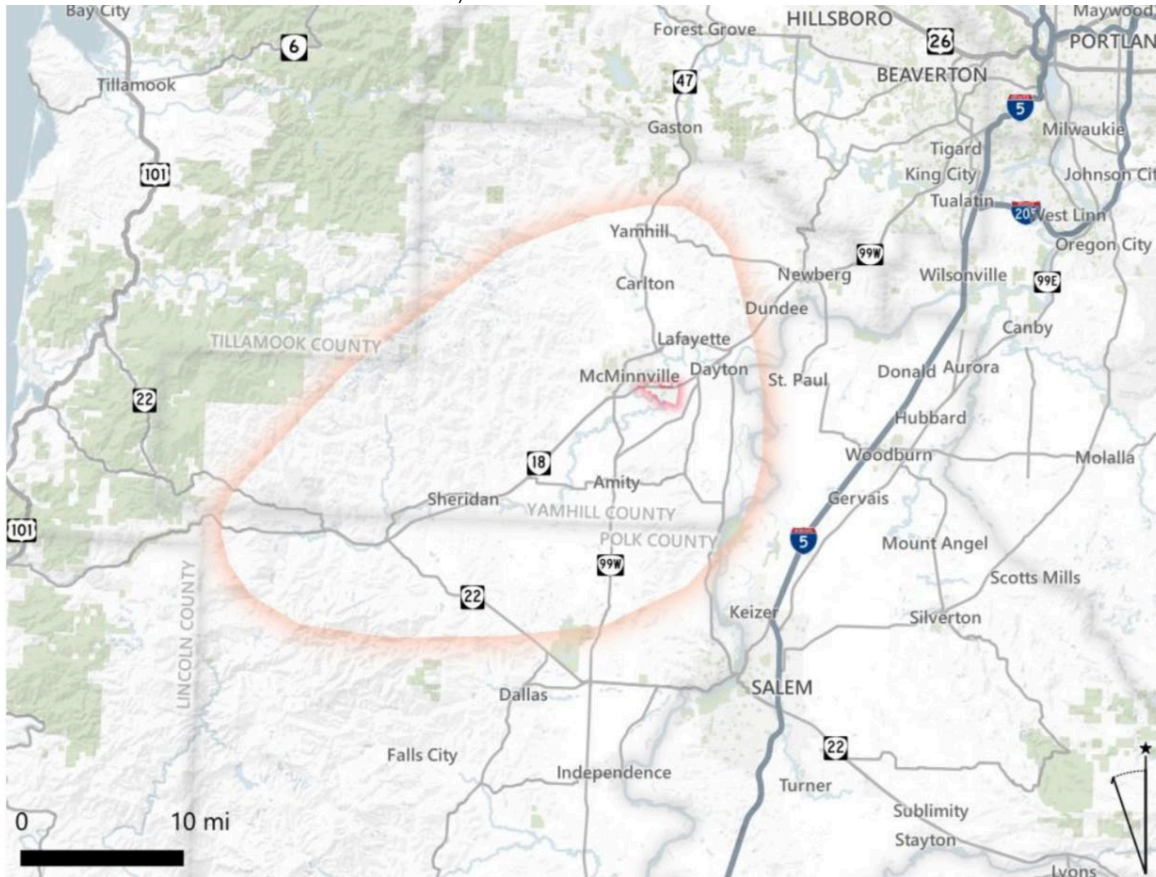 Bay City
HILLSBORO
Maywood
6
Forest Grove
26
PORTLAN
Tillamook
47
BEAVERTON
5
Gaston
Milwaukie
Tigard
101
King City
Johnson Cit
Tualatin
20
West Linn
Yamhill
99W
Oregon City
Newberg
Wilsonville
99E
Carlton
Dundee
Canby
TILLAMOOK COUNTY
Lafayette
McMinnville
Dayton
St. Paul
Donald
Aurora
22
Hubbard
Woodburn
Molalla
18
Amity
Sheridan
Gervais
YAMHILL COUNTY
101
POLK COUNTY
5
Mount Angel
99W
Scotts Mills
22
LINCOLN COUNTY
Keizer
Silverton
Dallas
SALEM
Falls City
22
Independence
Turner
0 10 mi
Sublimity
Stayton
Lyons